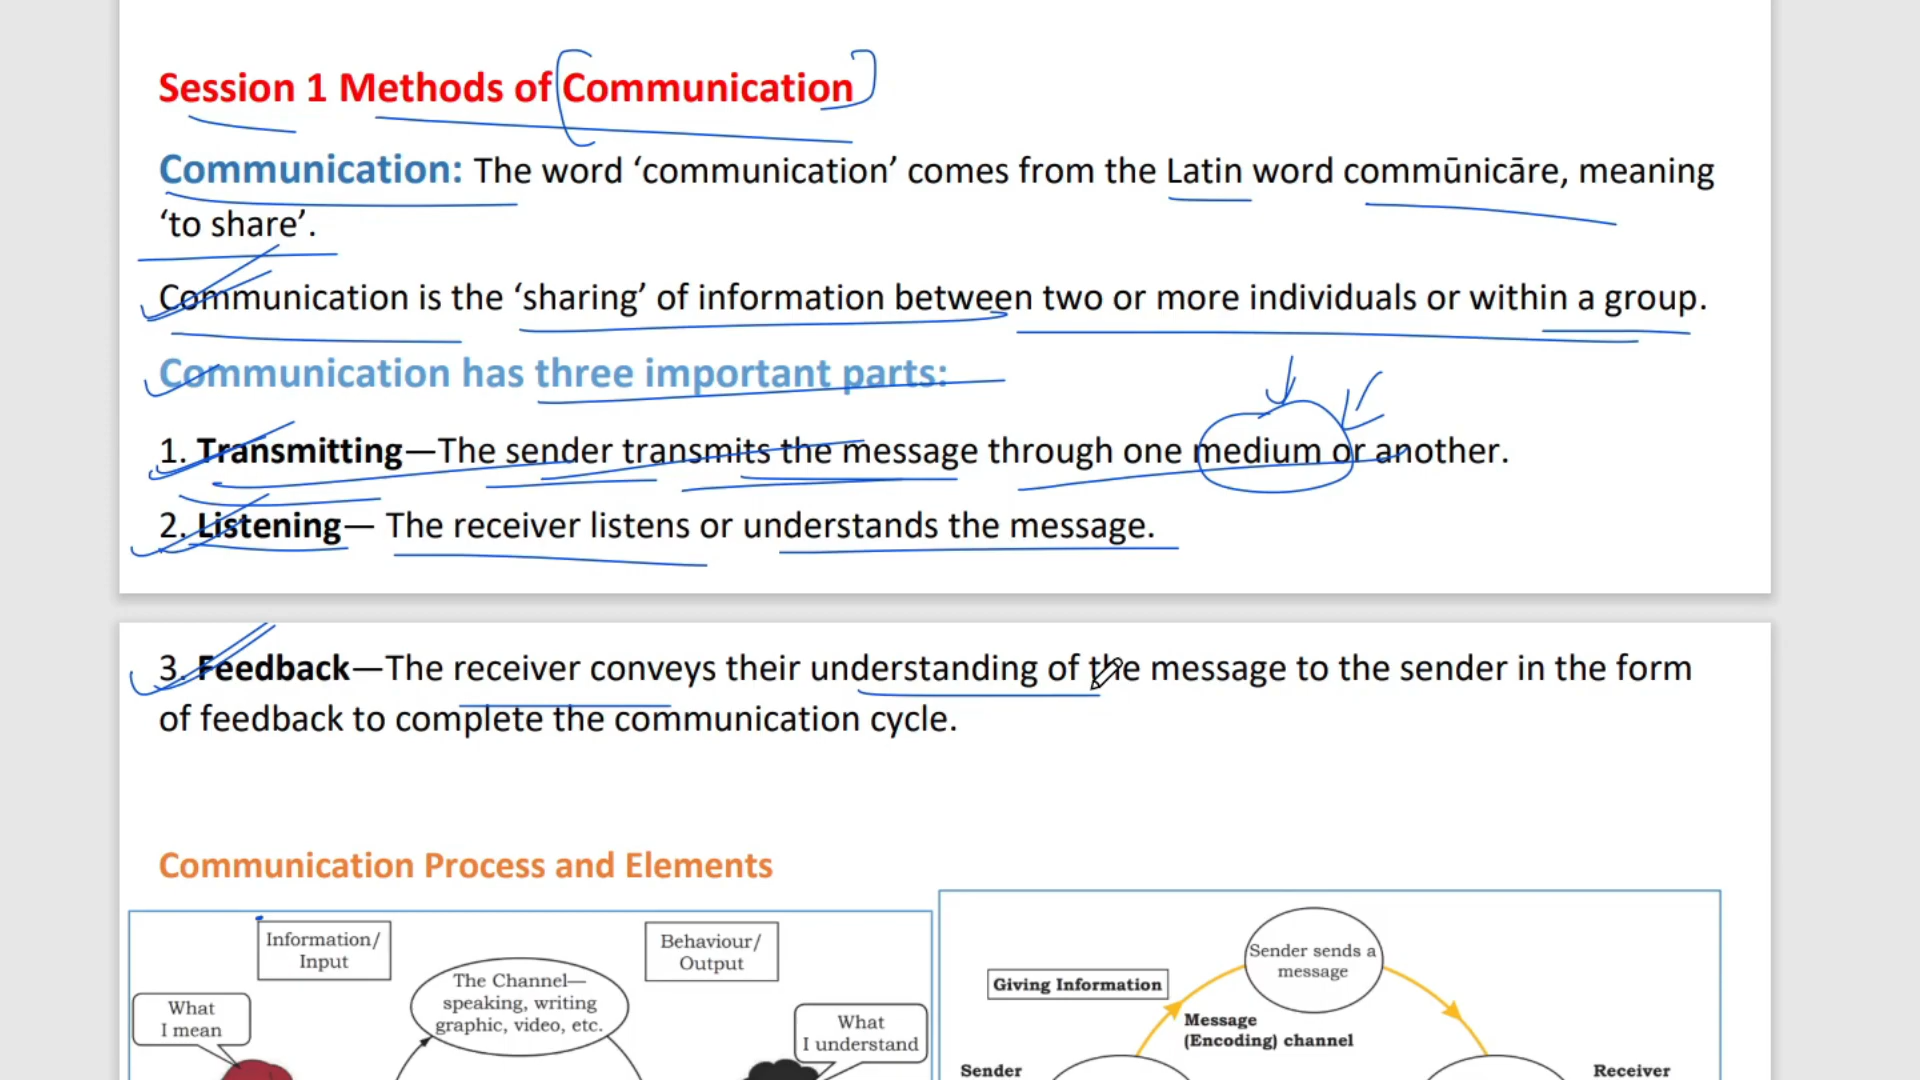 Session 1 Methods of Communication
Communication: The word ‘communication’ comes from the Latin word commūnicāre, meaning
‘to share’.
Communication is the ‘sharing’ of information between two or more individuals or within a group.
Communication has three important parts:
1. Transmitting—The sender transmits the message through one medium or another.
2. Listening— The receiver listens or understands the message.
3. Feedback—The receiver conveys their understanding of the message to the sender in the form
of feedback to complete the communication cycle.
Communication Process and Elements
Information/
Input
Behaviour/
Output
The Channel—
speaking, writing
graphic, video, etc.
What
I mean
What
I understand
Sender sends a
message
Giving Information
Message
(Encoding) channel
Sender
Receiver